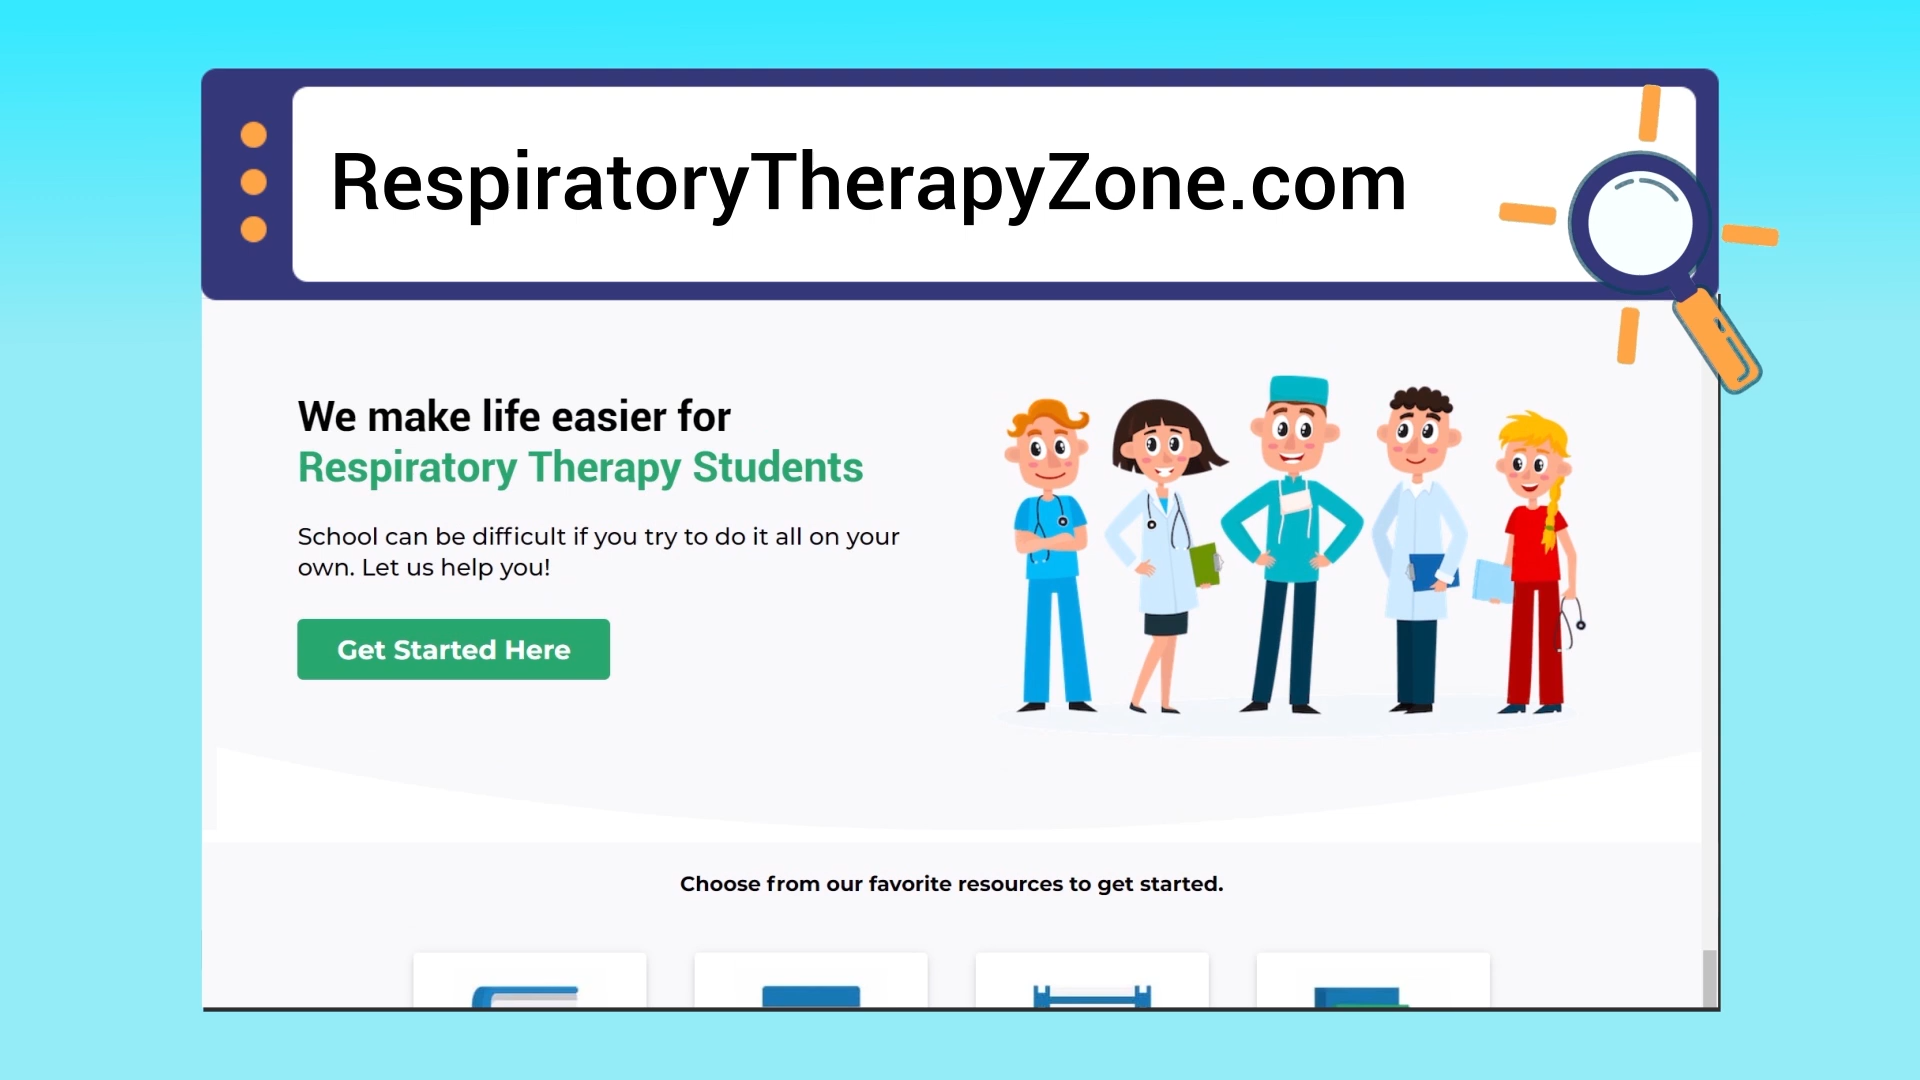 RespiratoryTherapyZone.com
We make life easier for
Respiratory Therapy Students
School can be difficult if you try to do it all on your
own. Let us help you!
Get Started Here
Choose from our favorite resources to get started.